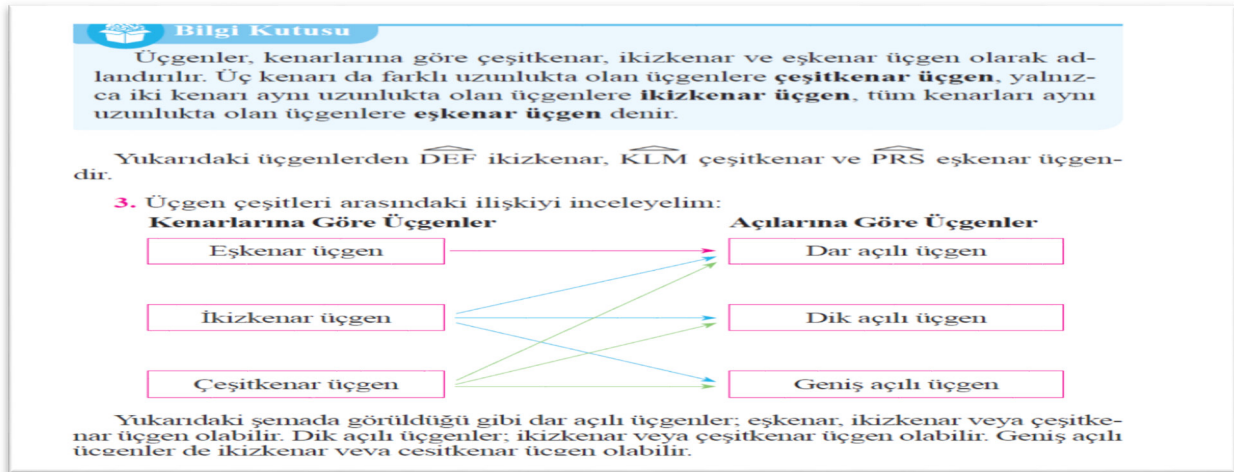 Bilgi Kutusu
Üçgenler, kenarlarına göre çeşitkenar, ikizkenar ve eşkenar üçgen olarak ad-
landırılır. Üç kenarı da farklı uzunlukta olan üçgenlere çeşitkenar üçgen, yalnız-
ca iki kenarı aynı uzunlukta olan üçgenlere ikizkenar üçgen, tüm kenarları aynı
uzunlukta olan üçgenlere eşkenar üçgen denir.
Yukarıdaki üçgenlerden DEF ikizkenar, KLM çeşitkenar ve PRS eşkenar üçgen-
dir.
3. Üçgen çeşitleri arasındaki ilişkiyi inceleyelim:
Kenarlarına Göre Üçgenler
Eşkenar üçgen
İkizkenar üçgen
Çeşitkenar üçgen
Açılarına Göre Üçgenler
Dar açılı üçgen
Dik açılı üçgen
Geniş açılı üçgen
Yukarıdaki şemada görüldüğü gibi dar açılı üçgenler; eşkenar, ikizkenar veya çeşitke-
nar üçgen olabilir. Dik açılı üçgenler; ikizkenar veya çeşitkenar üçgen olabilir. Geniş açılı
üçgenler de ikizkenar veya çeşitkenar üçgen olabilir.